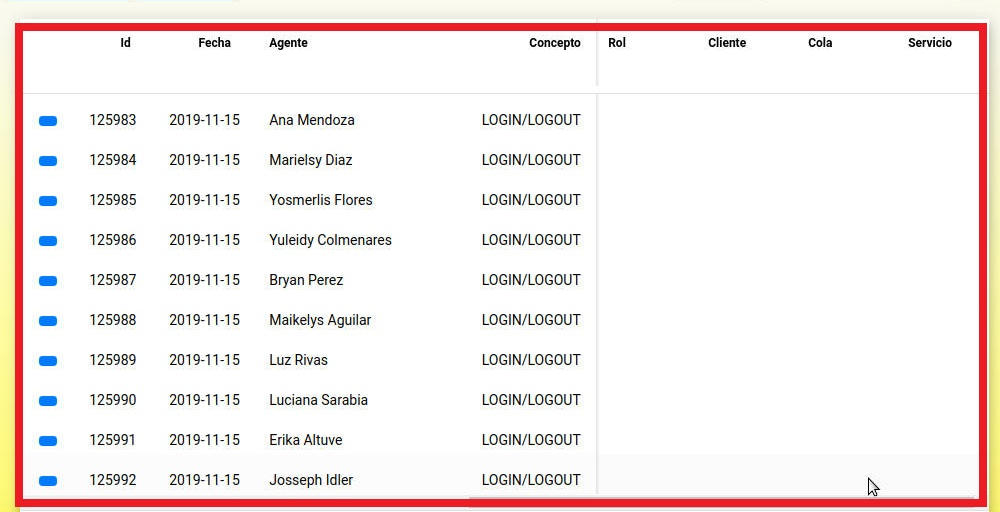 Id Fecha Agente Concepto Rol Cliente Cola Servicio
125983 2019-11-15 Ana Mendoza LOGIN/LOGOUT
125984 2019-11-15 Marielsy Diaz LOGIN/LOGOUT
125985 2019-11-15 Yosmerlis Flores LOGIN/LOGOUT
125986 2019-11-15 Yuleidy Colmenares LOGIN/LOGOUT
125987 2019-11-15 Bryan Perez LOGIN/LOGOUT
125988 2019-11-15 Maikelys Aguilar LOGIN/LOGOUT
125989 2019-11-15 Luz Rivas LOGIN/LOGOUT
125990 2019-11-15 Luciana Sarabia LOGIN/LOGOUT
125991 2019-11-15 Erika Altuve LOGIN/LOGOUT
125992 2019-11-15 Josseph Idler LOGIN/LOGOUT